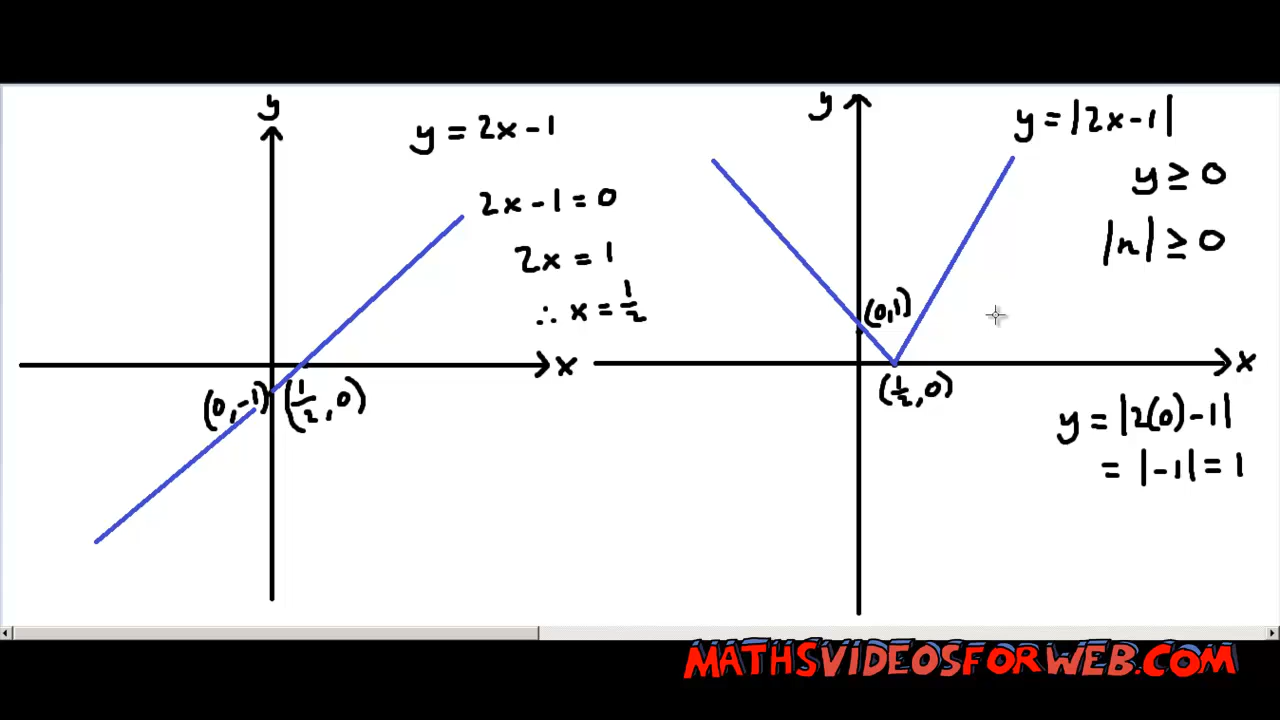 y
y = 2x - 1
2x - 1 = 0
2x = 1
∴ x = 1/2
x
(0, -1)
(1/2, 0)
y
y = |2x - 1|
y ≥ 0
|n| ≥ 0
(0, 1)
x
(1/2, 0)
y = |2(0) - 1|
= |-1| = 1
MATHSVIDEOSFORWEB.COM